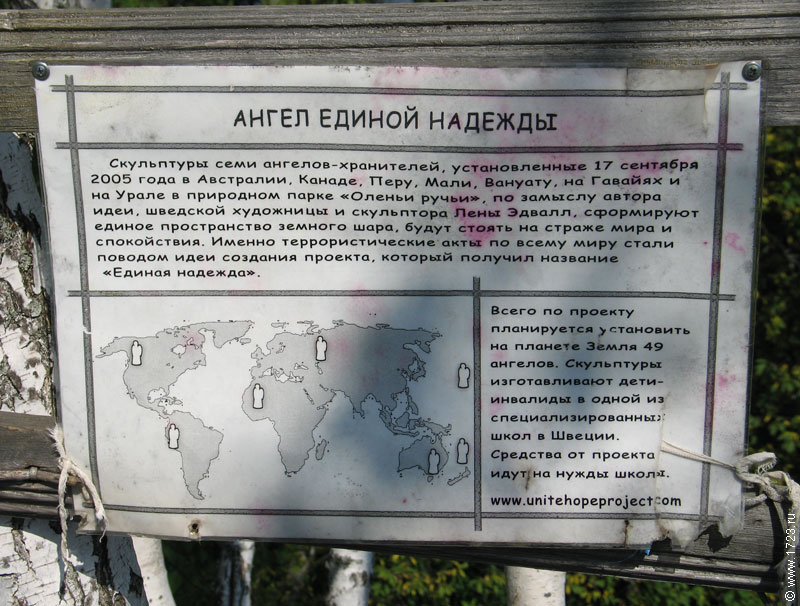 АНГЕЛ ЕДИНОЙ НАДЕЖДЫ
Скульптуры семи ангелов-хранителей, установленные 17 сентября
2005 года в Австралии, Канаде, Перу, Мали, Вануату, на Гавайях и
на Урале в природном парке «Оленьи ручьи», по замыслу автора
идеи, шведской художницы и скульптора Лены Эдвалл, сформируют
единое пространство земного шара, будут стоять на страже мира и
спокойствия. Именно террористические акты по всему миру стали
поводом идеи создания проекта, который получил название
«Единая надежда».
Всего по проекту
планируется установить
на планете Земля 49
ангелов. Скульптуры
изготавливают дети-
инвалиды в одной из
специализированных
школ в Швеции.
Средства от проекта
идут на нужды школы.
www.unitehopeproject.com
© www.1723.ru